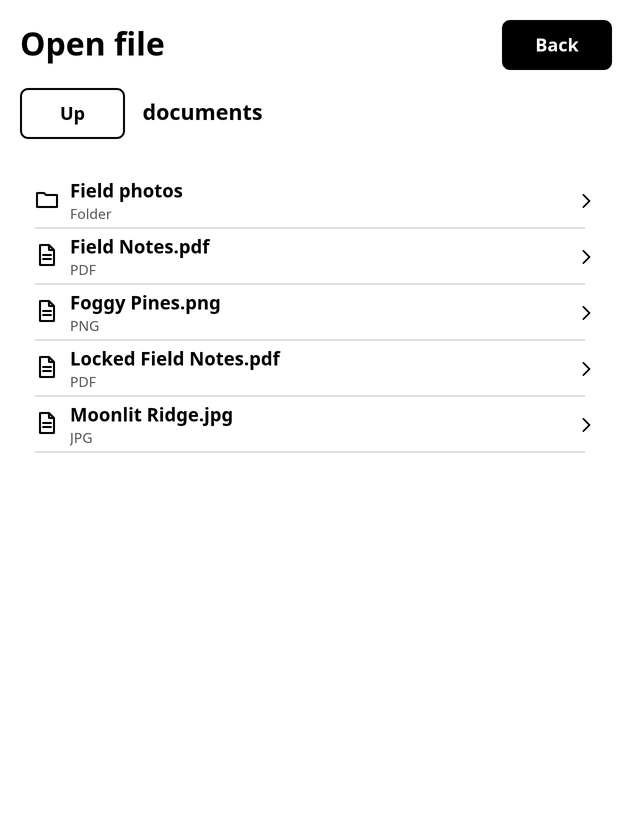 Open file
Back
Up
documents
Field photos
Folder
Field Notes.pdf
PDF
Foggy Pines.png
PNG
Locked Field Notes.pdf
PDF
Moonlit Ridge.jpg
JPG